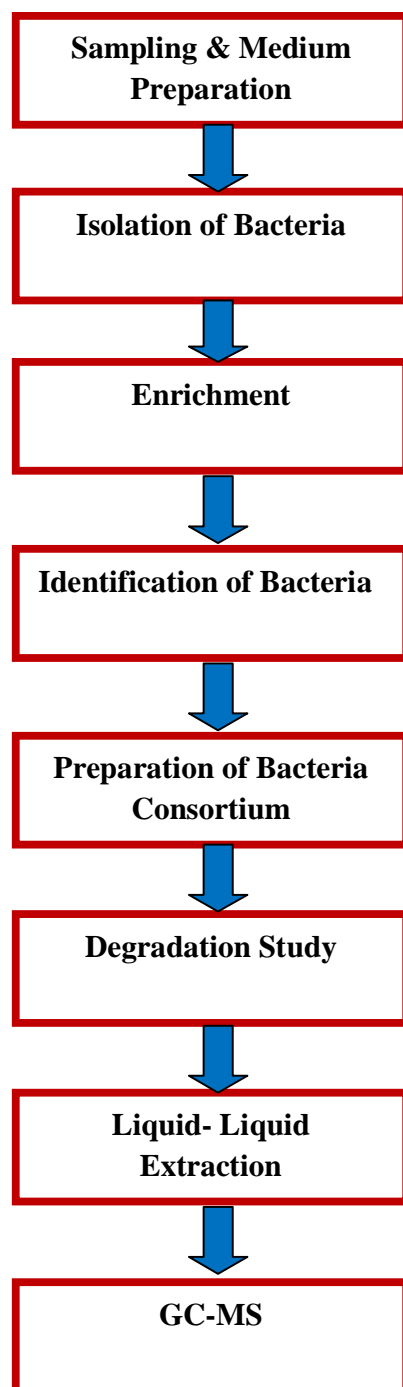 Sampling & Medium
Preparation
Isolation of Bacteria
Enrichment
Identification of Bacteria
Preparation of Bacteria
Consortium
Degradation Study
Liquid- Liquid
Extraction
GC-MS